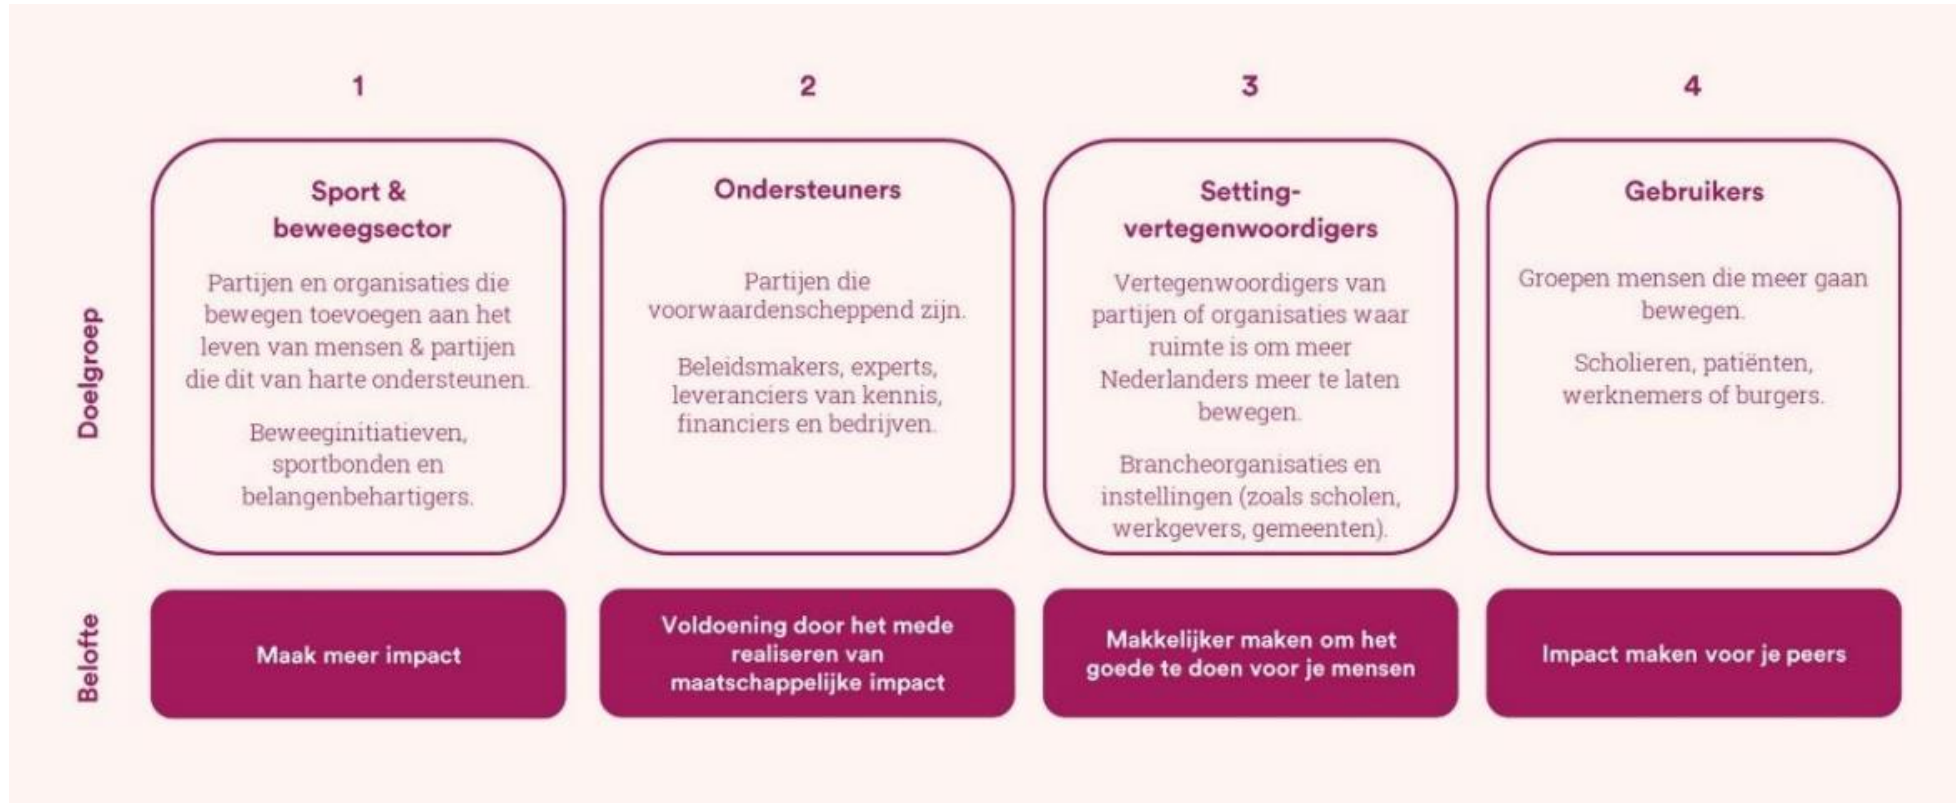 1
Sport &
beweegsector
Partijen en organisaties die
bewegen toevoegen aan het
leven van mensen & partijen
die dit van harte ondersteunen.
Beweeginitiatieven,
sportbonden en
belangenbehartigers.
2
Ondersteuners
Partijen die
voorwaardenscheppend zijn.
Beleidsmakers, experts,
leveranciers van kennis,
financiers en bedrijven.
3
Setting-
vertegenwoordigers
Vertegenwoordigers van
partijen of organisaties waar
ruimte is om meer
Nederlanders meer te laten
bewegen.
Brancheorganisaties en
instellingen (zoals scholen,
werkgevers, gemeenten).
4
Gebruikers
Groepen mensen die meer gaan
bewegen.
Scholieren, patiënten,
werknemers of burgers.
Doelgroep
Belofte
Maak meer impact
Voldoening door het mede
realiseren van
maatschappelijke impact
Makkelijker maken om het
goede te doen voor je mensen
Impact maken voor je peers